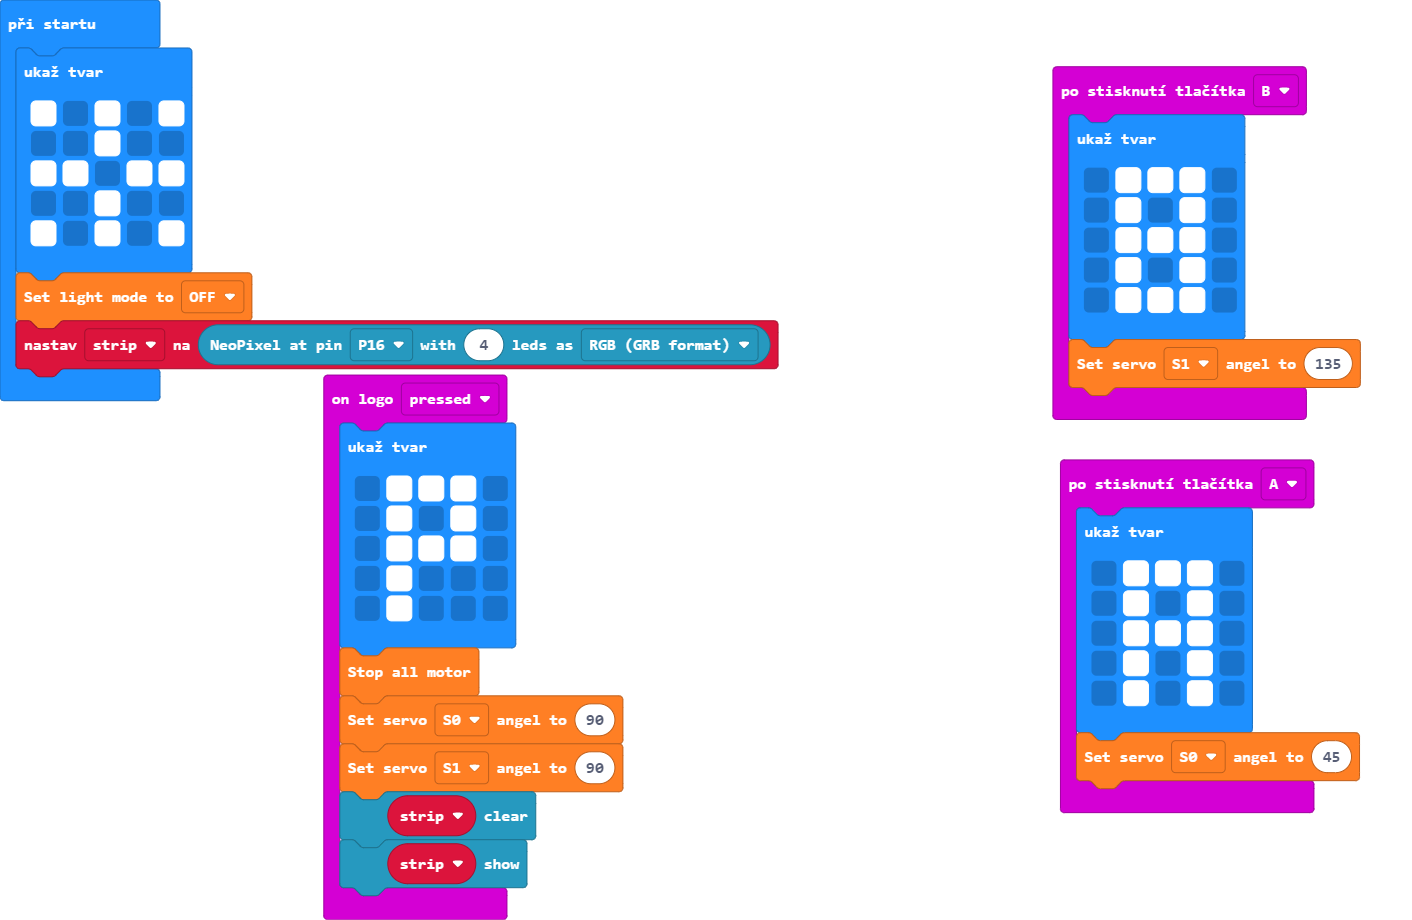 při startu
ukaž tvar
Set light mode to OFF
nastav strip na NeoPixel at pin P16 with 4 leds as RGB (GRB format)
on logo pressed
ukaž tvar
Stop all motor
Set servo S0 angel to 90
Set servo S1 angel to 90
strip clear
strip show
po stisknutí tlačítka B
ukaž tvar
Set servo S1 angel to 135
po stisknutí tlačítka A
ukaž tvar
Set servo S0 angel to 45